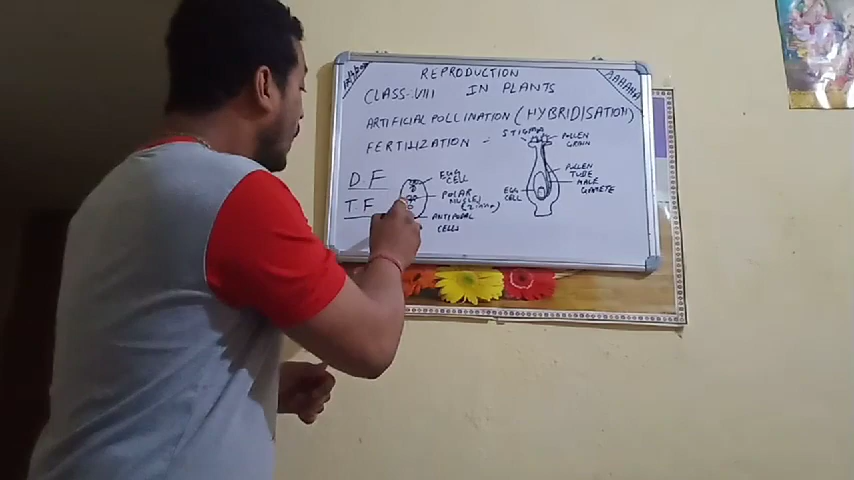 REPRODUCTION
CLASS-VIII IN PLANTS
AAAHAHA
ARTIFICIAL POLLINATION (HYBRIDISATION)
FERTILIZATION -
STIGMA
POLLEN
GRAIN
POLLEN
TUBE
MALE
GAMETE
EGG
CELL
DF
TF
EGG
CELL
POLAR
NUCLEI
ANTIPODAL
CELLS